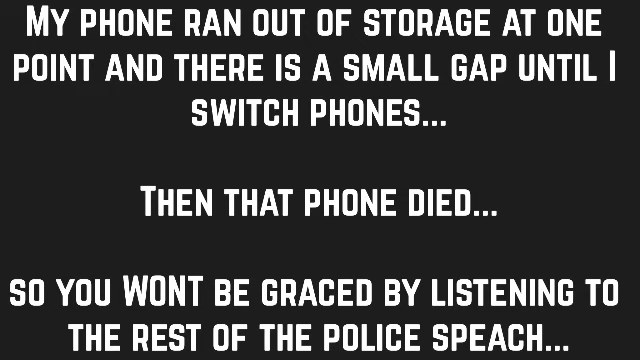 My phone ran out of storage at one
point and there is a small gap until I
switch phones...
Then that phone died...
so you WONT be graced by listening to
the rest of the police speach...